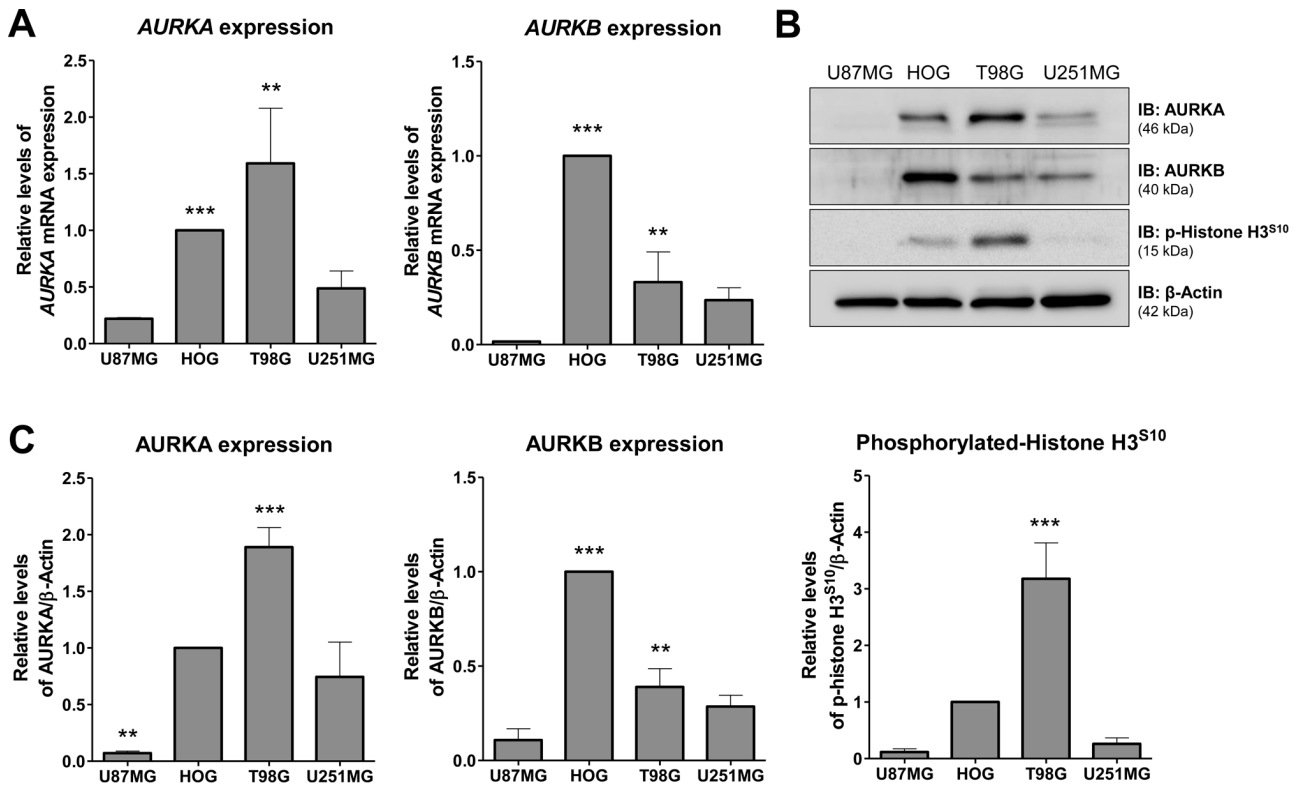 A
AURKA expression
Relative levels of
AURKA mRNA expression
2.5
2.0
1.5
1.0
0.5
0.0
***
**
U87MG HOG T98G U251MG
AURKB expression
Relative levels of
AURKB mRNA expression
1.5
1.0
0.5
0.0
***
**
U87MG HOG T98G U251MG
B
U87MG HOG T98G U251MG
IB: AURKA
(46 kDa)
IB: AURKB
(40 kDa)
IB: p-Histone H3S10
(15 kDa)
IB: β-Actin
(42 kDa)
C
AURKA expression
Relative levels
of AURKA/β-Actin
2.5
2.0
1.5
1.0
0.5
0.0
**
***
U87MG HOG T98G U251MG
AURKB expression
Relative levels
of AURKB/β-Actin
1.5
1.0
0.5
0.0
***
**
U87MG HOG T98G U251MG
Phosphorylated-Histone H3S10
Relative levels
of p-histone H3S10/β-Actin
5
4
3
2
1
0
***
U87MG HOG T98G U251MG